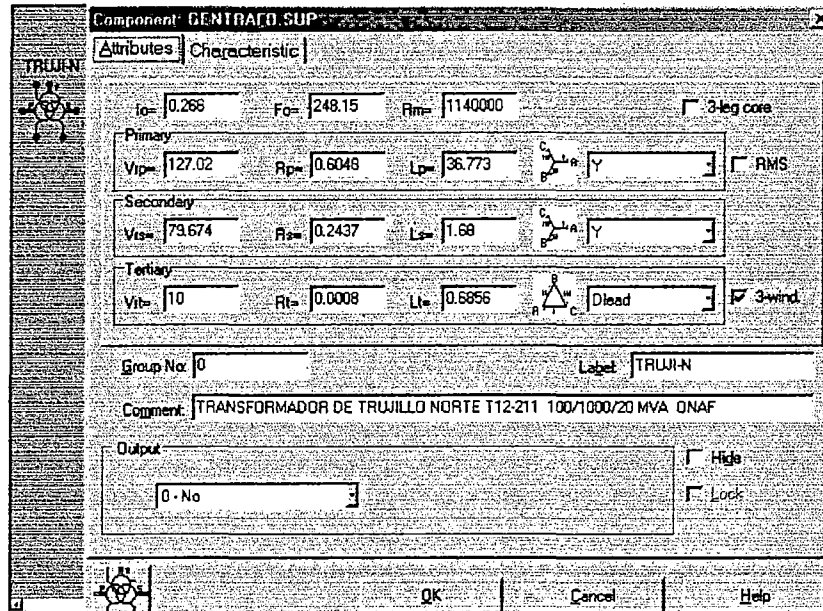 Component: GENTRAFO.SUP
Attributes Characteristic
TRUJI-N
Io= 0.266 Fo= 248.15 Rm= 1140000 3-leg core
Primary
Vrp= 127.02 Rp= 0.6048 Lp= 36.773 Y RMS
Secondary
Vrs= 79.674 Rs= 0.2437 Ls= 1.68 Y
Tertiary
Vrt= 10 Rt= 0.0008 Lt= 0.6856 Dlead 3-wind.
Group No: 0 Label: TRUJI-N
Comment: TRANSFORMADOR DE TRUJILLO NORTE T12-211 100/1000/20 MVA ONAF
Output
Hide
0 - No
Lock
OK Cancel Help